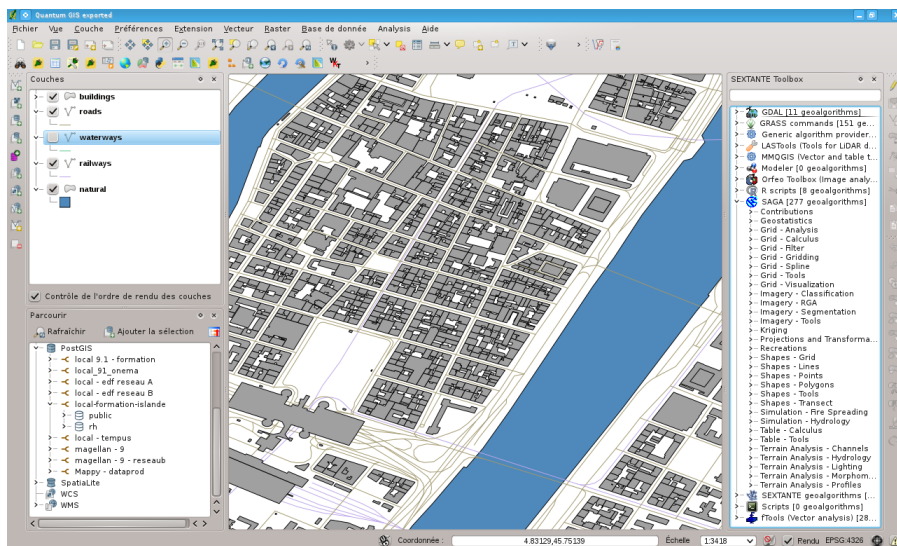 Quantum GIS exported
Fichier Vue Couche Préférences Extension Vecteur Raster Base de donnée Analysis Aide
Couches
buildings
roads
waterways
railways
natural
Contrôle de l'ordre de rendu des couches
Parcourir
Rafraîchir Ajouter la sélection
PostGIS
local 9.1 - formation
local_91_onema
local - edf reseau A
local - edf reseau B
local-formation-islande
public
rh
local - tempus
magellan - 9
magellan - 9 - reseaub
Mappy - dataprod
SpatiaLite
WCS
WMS
SEXTANTE Toolbox
GDAL [11 geoalgorithms]
GRASS commands [151 ge...
Generic algorithm provider...
LASTools (Tools for LiDAR d...
MMQGIS (Vector and table t...
Modeler [0 geoalgorithms]
Orfeo Toolbox (Image analy...
R scripts [8 geoalgorithms]
SAGA [277 geoalgorithms]
Contributions
Geostatistics
Grid - Analysis
Grid - Calculus
Grid - Filter
Grid - Gridding
Grid - Spline
Grid - Tools
Grid - Visualization
Imagery - Classification
Imagery - RGA
Imagery - Segmentation
Imagery - Tools
Kriging
Projections and Transforma...
Recreations
Shapes - Grid
Shapes - Lines
Shapes - Points
Shapes - Polygons
Shapes - Tools
Shapes - Transect
Simulation - Fire Spreading
Simulation - Hydrology
Table - Calculus
Table - Tools
Terrain Analysis - Channels
Terrain Analysis - Hydrology
Terrain Analysis - Lighting
Terrain Analysis - Morphom...
Terrain Analysis - Profiles
SEXTANTE geoalgorithms [...
Scripts [0 geoalgorithms]
fTools (Vector analysis) [28...
Coordonnée : 4.83129,45.75139 Échelle 1:3418 Rendu EPSG:4326